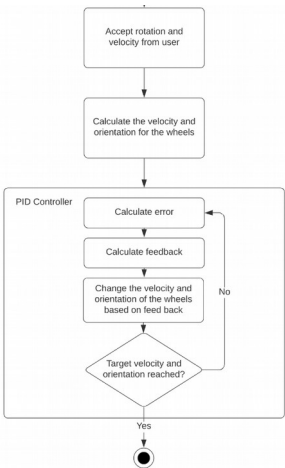 Accept rotation and
velocity from user
Calculate the velocity and
orientation for the wheels
PID Controller
Calculate error
Calculate feedback
Change the velocity and
orientation of the wheels
based on feed back
No
Target velocity and
orientation reached?
Yes